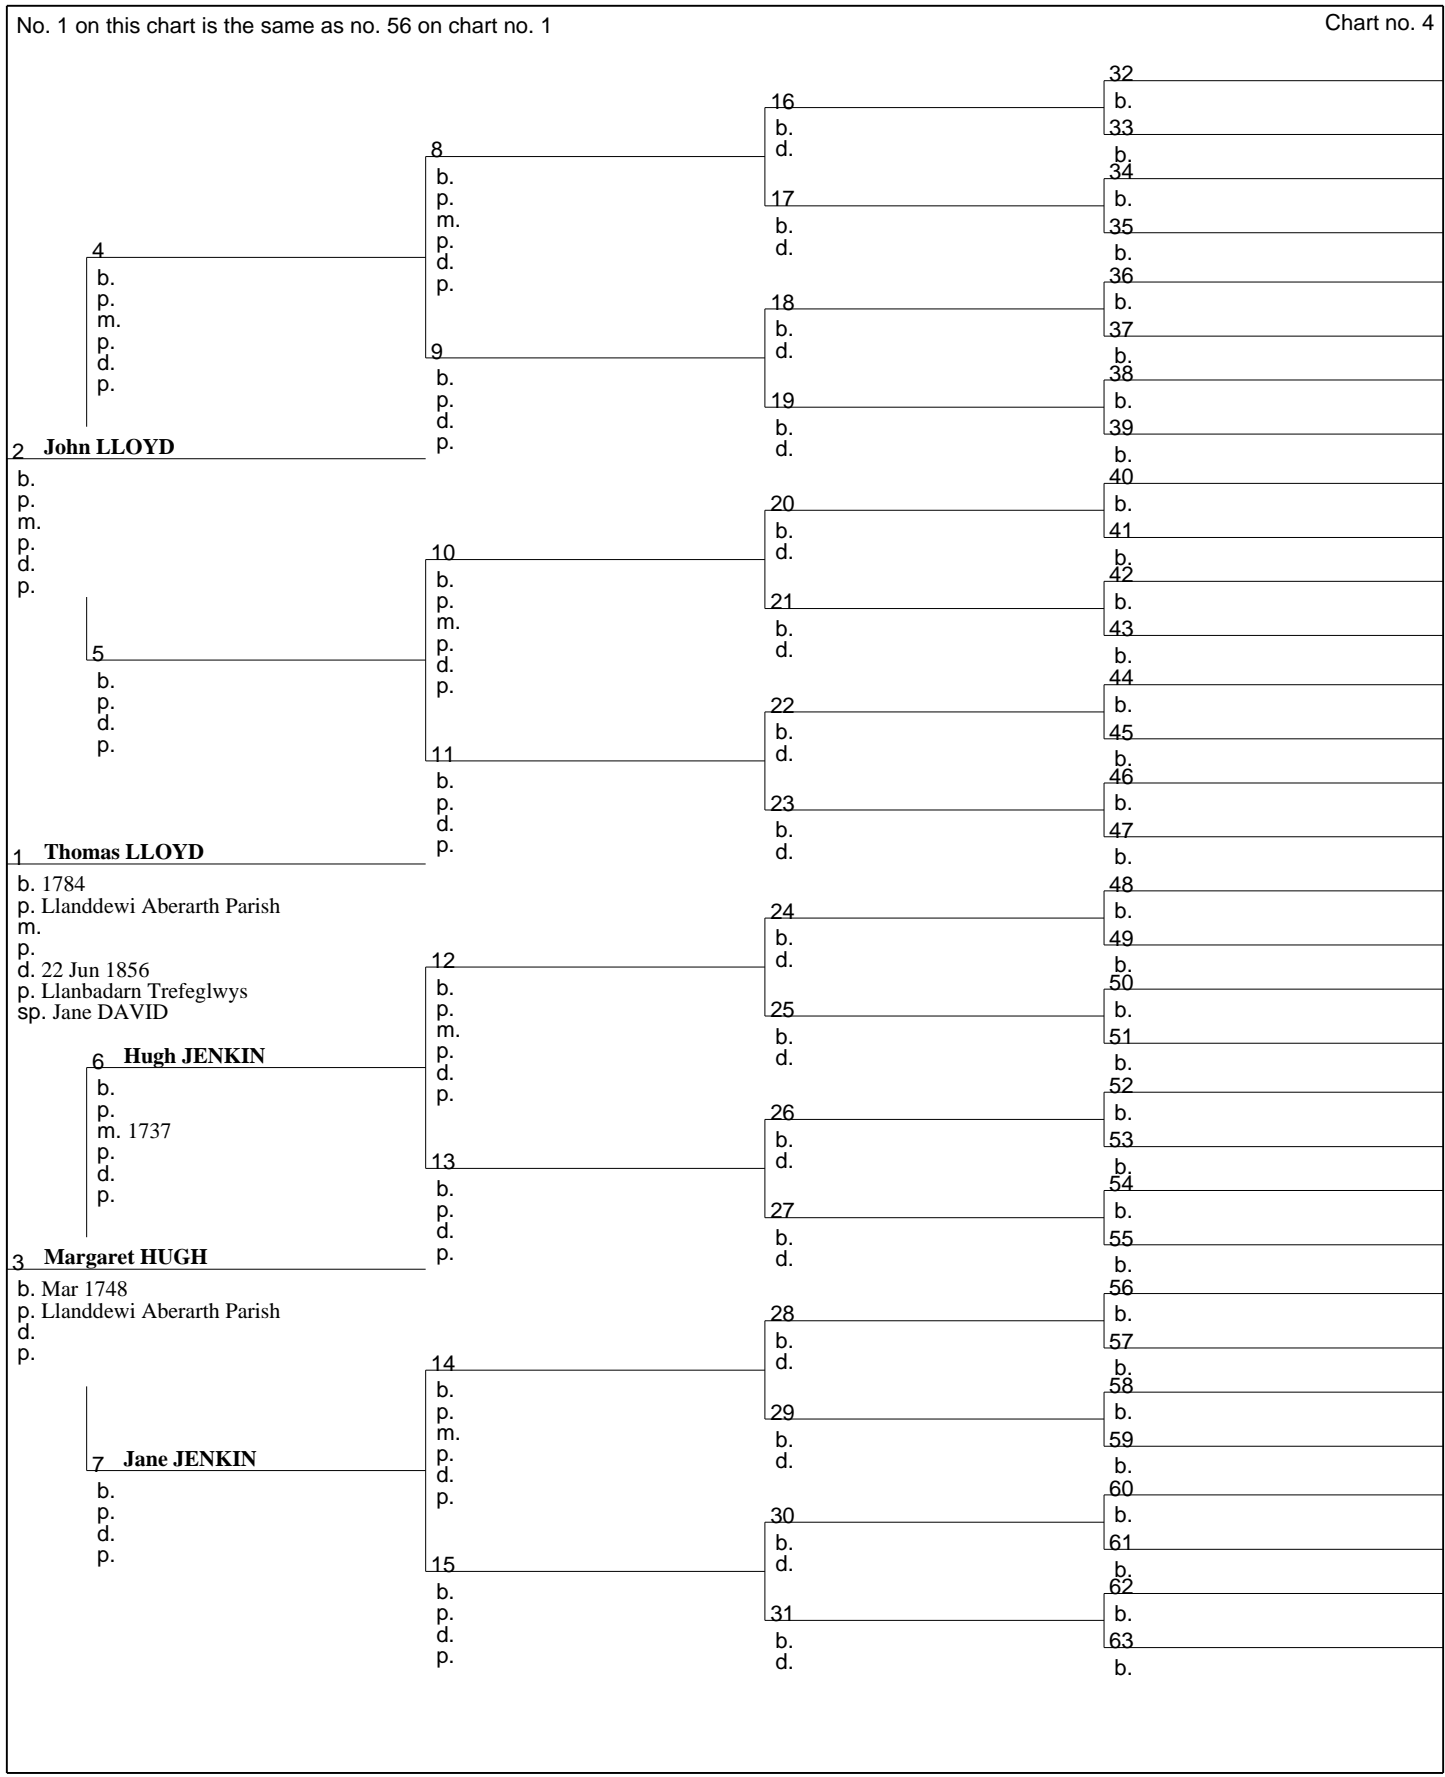 No. 1 on this chart is the same as no. 56 on chart no. 1
Chart no. 4
2 John LLOYD
b.
p.
m.
p.
d.
p.
1 Thomas LLOYD
b. 1784
p. Llanddewi Aberarth Parish
m.
p.
d. 22 Jun 1856
p. Llanbadarn Trefeglwys
sp. Jane DAVID
3 Margaret HUGH
b. Mar 1748
p. Llanddewi Aberarth Parish
d.
p.
4
b.
p.
m.
p.
d.
p.
5
b.
p.
d.
p.
6 Hugh JENKIN
b.
p.
m. 1737
p.
d.
p.
7 Jane JENKIN
b.
p.
d.
p.
8
b.
p.
m.
p.
d.
p.
9
b.
p.
d.
p.
10
b.
p.
m.
p.
d.
p.
11
b.
p.
d.
p.
12
b.
p.
m.
p.
d.
p.
13
b.
p.
d.
p.
14
b.
p.
m.
p.
d.
p.
15
b.
p.
d.
p.
16
b.
d.
17
b.
d.
18
b.
d.
19
b.
d.
20
b.
d.
21
b.
d.
22
b.
d.
23
b.
d.
24
b.
d.
25
b.
d.
26
b.
d.
27
b.
d.
28
b.
d.
29
b.
d.
30
b.
d.
31
b.
d.
32
b.
33
b.
34
b.
35
b.
36
b.
37
b.
38
b.
39
b.
40
b.
41
b.
42
b.
43
b.
44
b.
45
b.
46
b.
47
b.
48
b.
49
b.
50
b.
51
b.
52
b.
53
b.
54
b.
55
b.
56
b.
57
b.
58
b.
59
b.
60
b.
61
b.
62
b.
63
b.